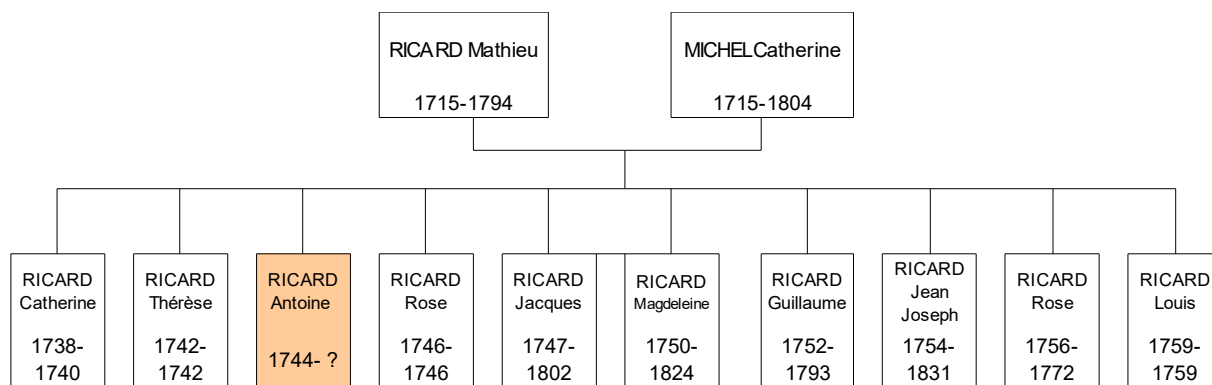 RICARD Mathieu
1715-1794
MICHELCatherine
1715-1804
RICARD
Catherine
1738-
1740
RICARD
Thérèse
1742-
1742
RICARD
Antoine
1744- ?
RICARD
Rose
1746-
1746
RICARD
Jacques
1747-
1802
RICARD
Magdeleine
1750-
1824
RICARD
Guillaume
1752-
1793
RICARD
Jean
Joseph
1754-
1831
RICARD
Rose
1756-
1772
RICARD
Louis
1759-
1759